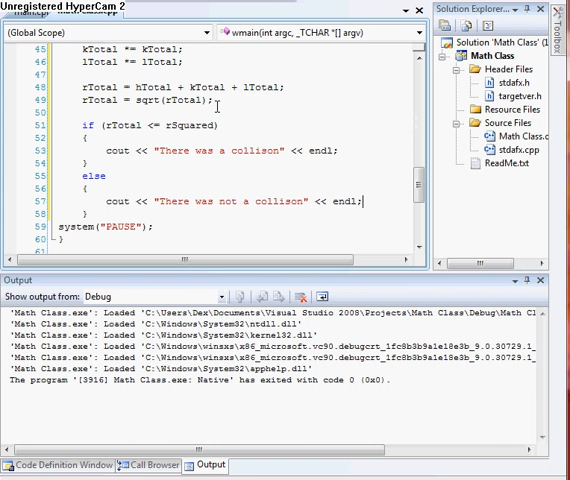 Unregistered HyperCam 2
(Global Scope)
wmain(int argc, _TCHAR *[] argv)
45 kTotal *= kTotal;
46 lTotal *= lTotal;
47
48 rTotal = hTotal + kTotal + lTotal;
49 rTotal = sqrt(rTotal);
50
51 if (rTotal <= rSquared)
52 {
53 cout << "There was a collison" << endl;
54 }
55 else
56 {
57 cout << "There was not a collison" << endl;
58 }
59 system("PAUSE");
60 }
61
Solution Explorer...
Solution 'Math Class' (1
Math Class
Header Files
stdafx.h
targetver.h
Resource Files
Source Files
Math Class.c
stdafx.cpp
ReadMe.txt
Toolbox
Output
Show output from: Debug
'Math Class.exe': Loaded 'C:\Users\Dex\Documents\Visual Studio 2008\Projects\Math Class\Debug\Math Cl
'Math Class.exe': Loaded 'C:\Windows\System32\ntdll.dll'
'Math Class.exe': Loaded 'C:\Windows\System32\kernel32.dll'
'Math Class.exe': Loaded 'C:\Windows\winsxs\x86_microsoft.vc90.debugcrt_1fc8b3b9a1e18e3b_9.0.30729.1_
'Math Class.exe': Loaded 'C:\Windows\winsxs\x86_microsoft.vc90.debugcrt_1fc8b3b9a1e18e3b_9.0.30729.1_
'Math Class.exe': Loaded 'C:\Windows\System32\apphelp.dll'
The program '[3916] Math Class.exe: Native' has exited with code 0 (0x0).
Code Definition Window
Call Browser
Output